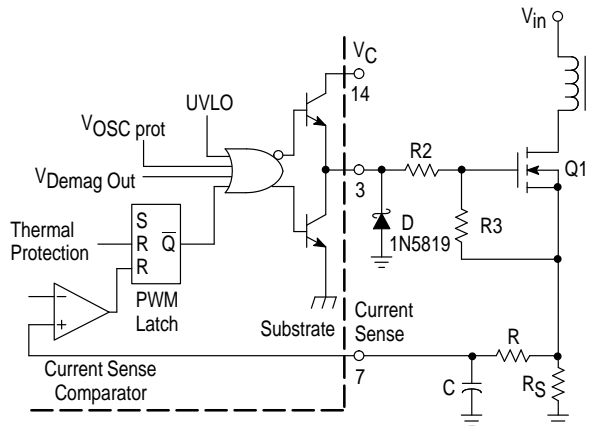 Vin
VC
14
UVLO
VOSC prot
VDemag Out
R2
Q1
3
Thermal
Protection
S
R Q̅
R
D
1N5819
R3
PWM
Latch
Substrate
Current
Sense
7
Current Sense
Comparator
R
C
RS